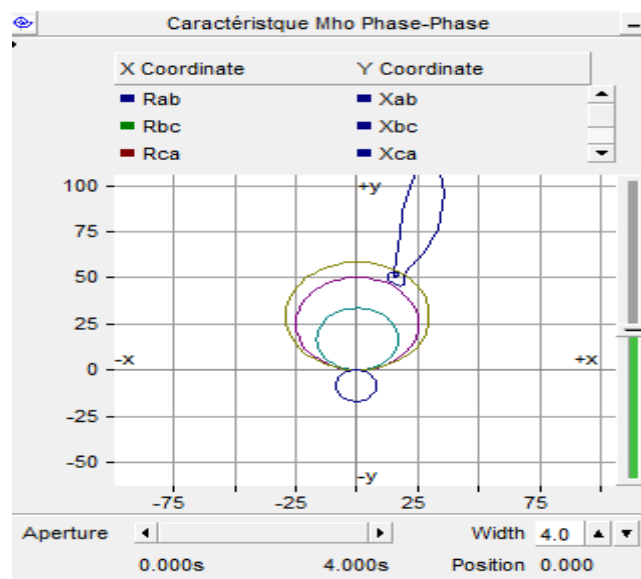 Caractéristque Mho Phase-Phase
X Coordinate Y Coordinate
Rab Xab
Rbc Xbc
Rca Xca
100 +y
75
50
25
0 -x +x
-25
-50 -y
-75 -25 25 75
Aperture Width 4.0
0.000s 4.000s Position 0.000